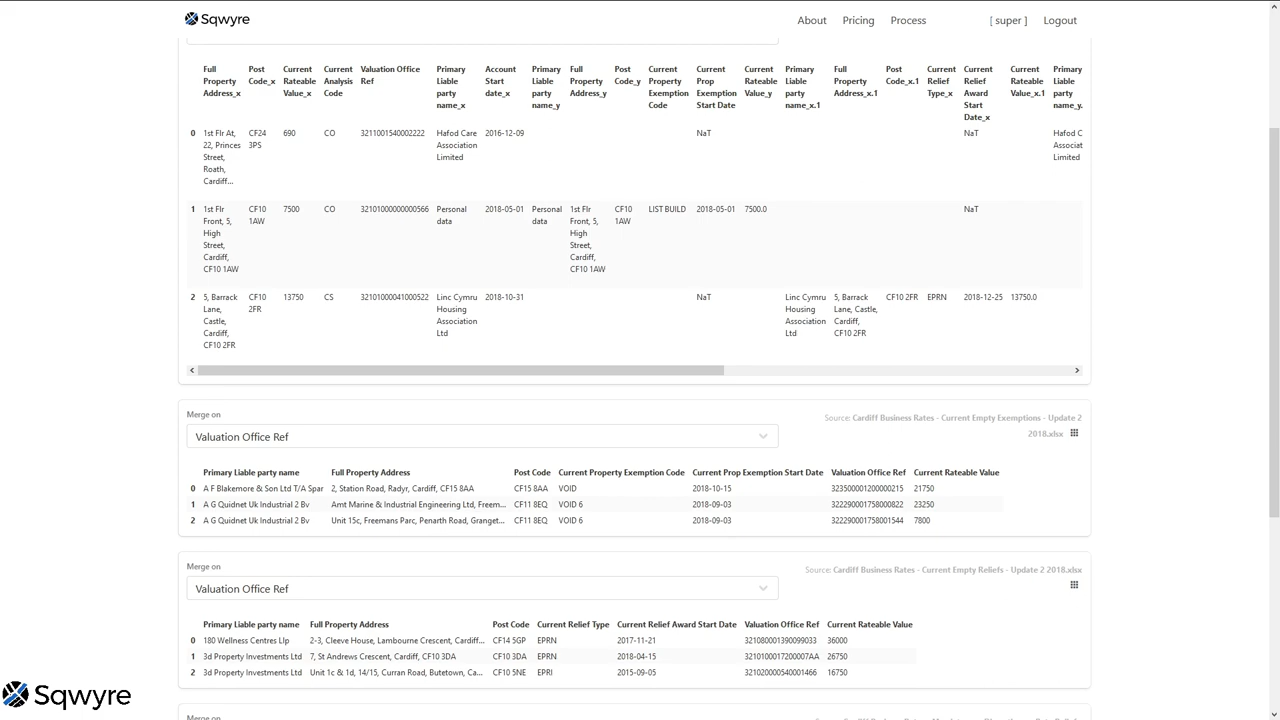 Sqwyre
About Pricing Process [ super ] Logout
Full Property Address_x Post Code_x Current Rateable Value_x Current Analysis Code Valuation Office Ref Primary Liable party name_x Account Start date_x Primary Liable party name_y Full Property Address_y Post Code_y Current Property Exemption Code Current Prop Exemption Start Date Current Rateable Value_y Primary Liable party name_x.1 Full Property Address_x.1 Post Code_x.1 Current Relief Type_x Current Relief Award Start Date_x Current Rateable Value_x.1 Primary Liable party name_y.
0 1st Flr At, 22, Princes Street, Roath, Cardiff... CF24 3PS 690 CO 3211001540002222 Hafod Care Association Limited 2016-12-09 NaT NaT Hafod C Associat Limited
1 1st Flr Front, 5, High Street, Cardiff, CF10 1AW CF10 1AW 7500 CO 32101000000000566 Personal data 2018-05-01 Personal data 1st Flr Front, 5, High Street, Cardiff, CF10 1AW CF10 1AW LIST BUILD 2018-05-01 7500.0 NaT
2 5, Barrack Lane, Castle, Cardiff, CF10 2FR CF10 2FR 13750 CS 32101000041000522 Linc Cymru Housing Association Ltd 2018-10-31 NaT Linc Cymru Housing Association Ltd 5, Barrack Lane, Castle, Cardiff, CF10 2FR CF10 2FR EPRN 2018-12-25 13750.0
Merge on
Source: Cardiff Business Rates - Current Empty Exemptions - Update 2
2018.xlsx
Valuation Office Ref
Primary Liable party name Full Property Address Post Code Current Property Exemption Code Current Prop Exemption Start Date Valuation Office Ref Current Rateable Value
0 A F Blakemore & Son Ltd T/A Spar 2, Station Road, Radyr, Cardiff, CF15 8AA CF15 8AA VOID 2018-10-15 323500001200000215 21750
1 A G Quidnet Uk Industrial 2 Bv Amt Marine & Industrial Engineering Ltd, Freem... CF11 8EQ VOID 6 2018-09-03 322290001758000822 23250
2 A G Quidnet Uk Industrial 2 Bv Unit 15c, Freemans Parc, Penarth Road, Granget... CF11 8EQ VOID 6 2018-09-03 322290001758001544 7800
Merge on
Source: Cardiff Business Rates - Current Empty Reliefs - Update 2 2018.xlsx
Valuation Office Ref
Primary Liable party name Full Property Address Post Code Current Relief Type Current Relief Award Start Date Valuation Office Ref Current Rateable Value
0 180 Wellness Centres Llp 2-3, Cleeve House, Lambourne Crescent, Cardiff... CF14 5GP EPRN 2017-11-21 321080001390099033 36000
1 3d Property Investments Ltd 7, St Andrews Crescent, Cardiff, CF10 3DA CF10 3DA EPRN 2018-04-15 3210100017200007AA 26750
2 3d Property Investments Ltd Unit 1c & 1d, 14/15, Curran Road, Butetown, Ca... CF10 5NE EPRI 2015-09-05 321020000540001466 16750
Sqwyre
Merge on